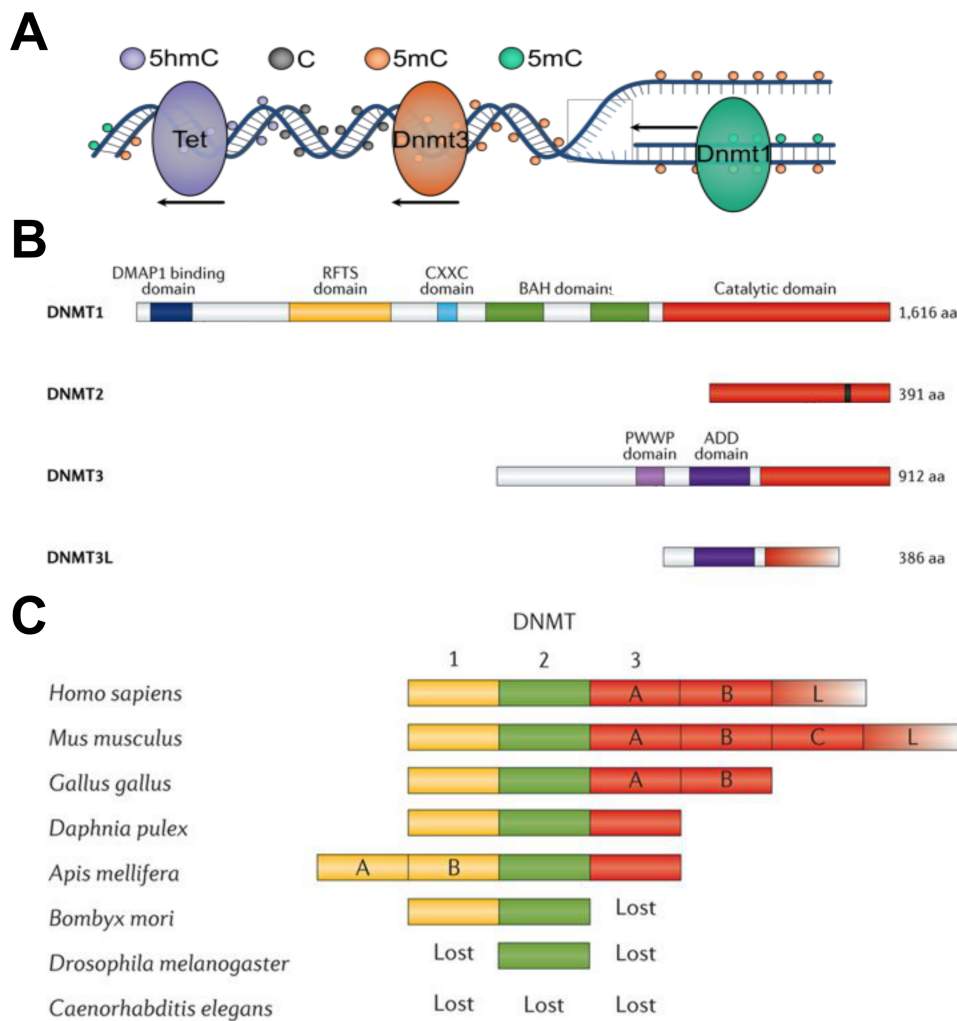 A
5hmC C 5mC 5mC
Tet Dnmt3 Dnmt1
B
DMAP1 binding domain RFTS domain CXXC domain BAH domains Catalytic domain
DNMT1 1,616 aa
DNMT2 391 aa
PWWP domain ADD domain
DNMT3 912 aa
DNMT3L 386 aa
C
DNMT
1 2 3
Homo sapiens A B L
Mus musculus A B C L
Gallus gallus A B
Daphnia pulex
Apis mellifera A B
Bombyx mori Lost
Drosophila melanogaster Lost Lost
Caenorhabditis elegans Lost Lost Lost